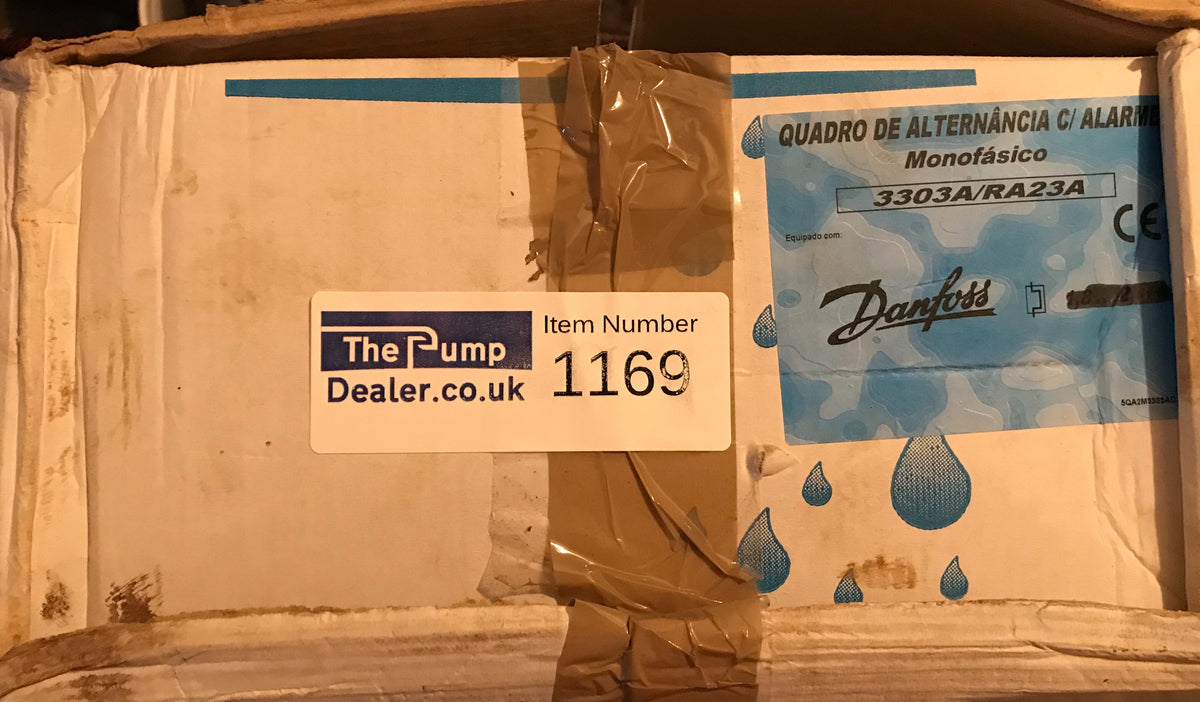 The Pump
Dealer.co.uk
Item Number
1169
QUADRO DE ALTERNÂNCIA C/ ALARME
Monofásico
3303A/RA23A
CE
Equipado com:
Danfoss